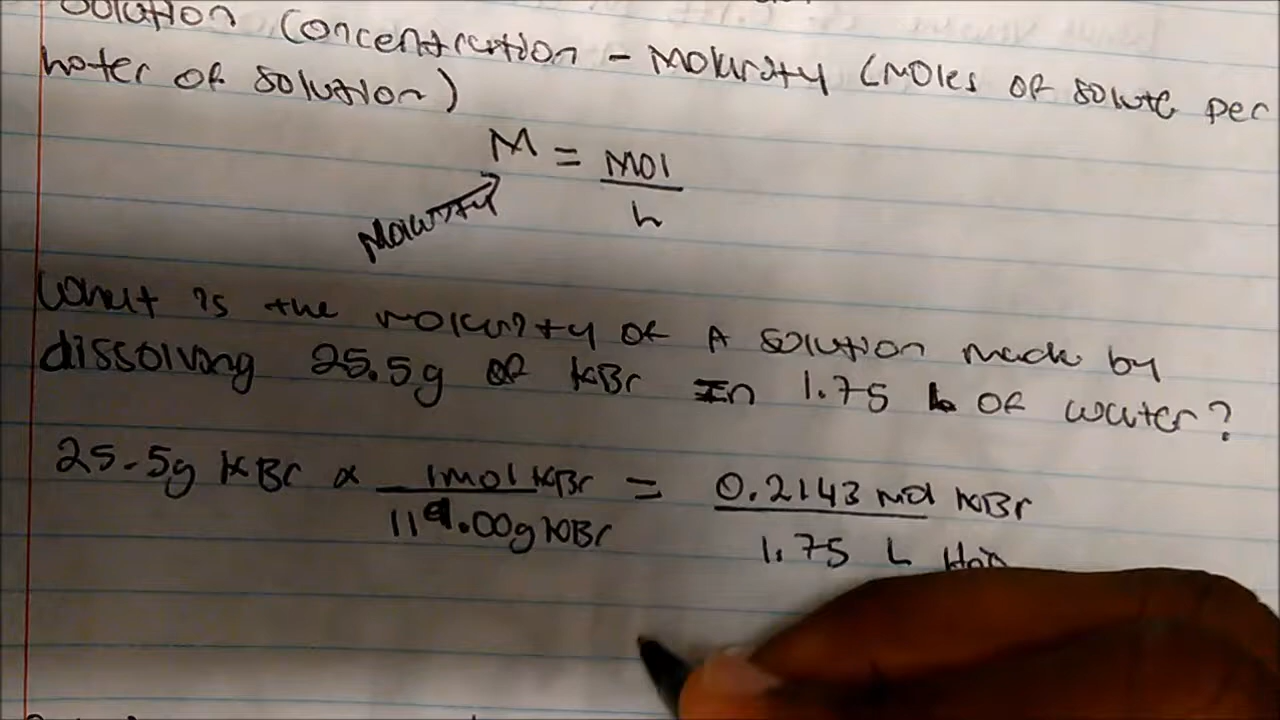 Solution Concentration - Molarity (Moles of solute per
Liter of solution)
M = mol
L
Molarity
What is the molarity of A solution made by
dissolving 25.5g of KBr In 1.75 L of water?
25.5g KBr x 1mol KBr = 0.2143 mol KBr
119.00g KBr 1.75 L H2O